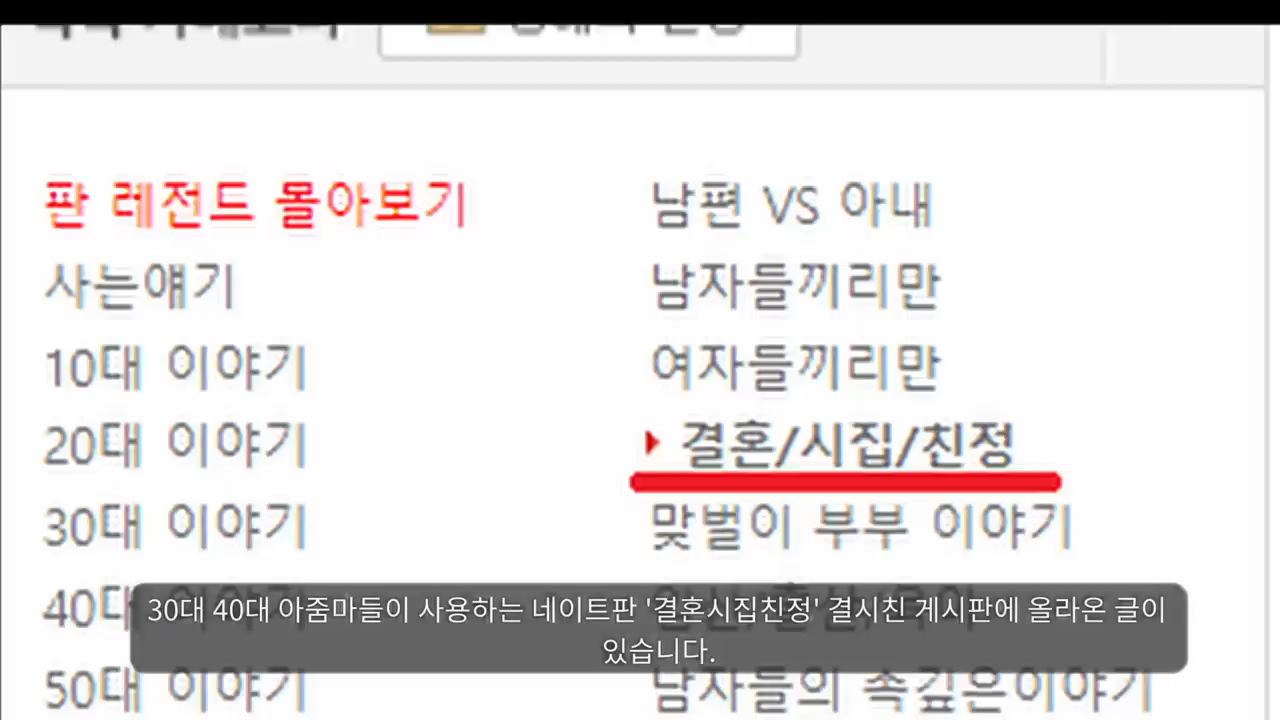 판 레전드 몰아보기
사는얘기
10대 이야기
20대 이야기
30대 이야기
40대
50대 이야기
남편 VS 아내
남자들끼리만
여자들끼리만
결혼/시집/친정
맞벌이 부부 이야기
남자들의 속깊은이야기
30대 40대 아줌마들이 사용하는 네이트판 '결혼시집친정' 결시친 게시판에 올라온 글이
있습니다.